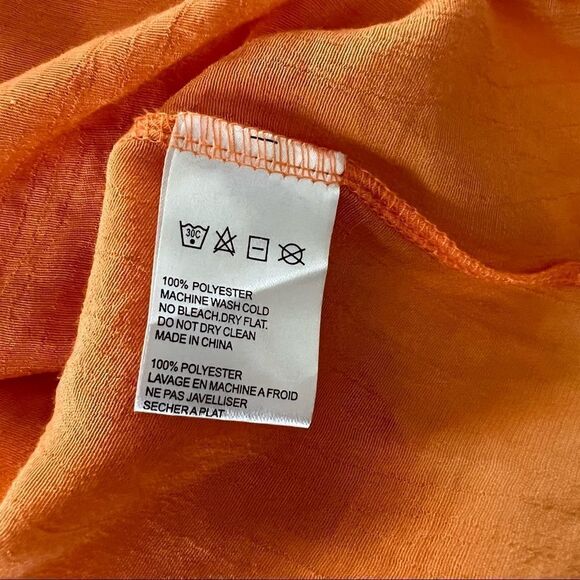 30C
100% POLYESTER
MACHINE WASH COLD
NO BLEACH.DRY FLAT.
DO NOT DRY CLEAN
MADE IN CHINA
100% POLYESTER
LAVAGE EN MACHINE A FROID
NE PAS JAVELLISER
SECHER A PLAT